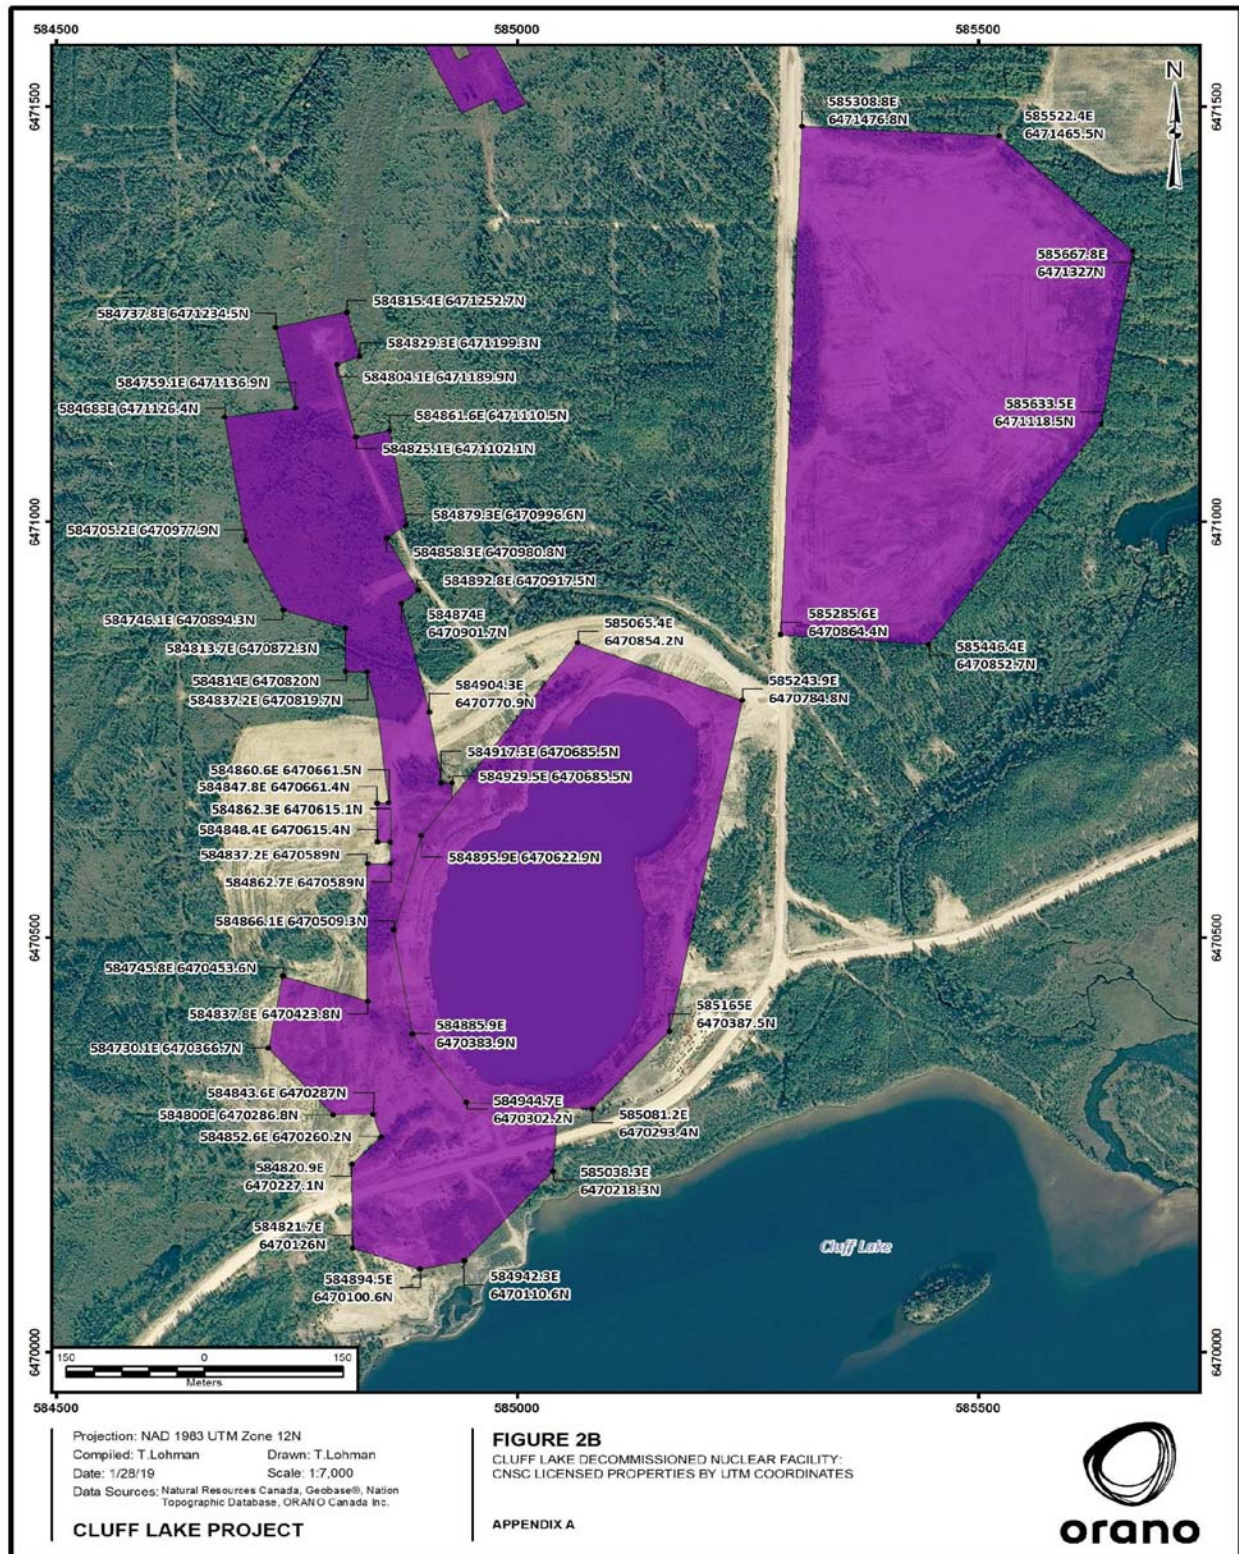 584500
585000
585500
6471500
6471500
N
585308.8E
6471476.8N
585522.4E
6471465.5N
585667.8E
6471327N
584815.4E 6471252.7N
584737.8E 6471234.5N
584829.3E 6471199.3N
584804.1E 6471189.9N
584759.1E 6471136.9N
584683E 6471126.4N
584861.6E 6471110.5N
584825.1E 6471102.1N
585633.5E
6471118.5N
6471000
6471000
584879.3E 6470996.6N
584705.2E 6470977.9N
584858.3E 6470980.8N
584892.8E 6470917.5N
584874E
6470901.7N
584746.1E 6470894.3N
584813.7E 6470872.3N
585065.4E
6470854.2N
585285.6E
6470864.4N
585446.4E
6470852.7N
584814E 6470820N
584837.2E 6470819.7N
585243.9E
6470784.8N
584904.3E
6470770.9N
584917.3E 6470685.5N
584929.5E 6470685.5N
584860.6E 6470661.5N
584847.8E 6470661.4N
584862.3E 6470615.1N
584848.4E 6470615.4N
584837.2E 6470589N
584895.9E 6470622.9N
584862.7E 6470589N
584866.1E 6470509.3N
6470500
6470500
584745.8E 6470453.6N
584837.8E 6470423.8N
584885.9E
6470383.9N
585165E
6470387.5N
584730.1E 6470366.7N
584843.6E 6470287N
584800E 6470286.8N
584944.7E
6470302.2N
585081.2E
6470293.4N
584852.6E 6470260.2N
584820.9E
6470227.1N
585038.3E
6470218.3N
584821.7E
6470126N
584894.5E
6470100.6N
584942.3E
6470110.6N
Cluff Lake
6470000
6470000
150 0 150
Meters
584500
585000
585500
Projection: NAD 1983 UTM Zone 12N
Compiled: T.Lohman Drawn: T.Lohman
Date: 1/28/19 Scale: 1:7,000
Data Sources: Natural Resources Canada, Geobase®, Nation
Topographic Database, ORANO Canada Inc.
CLUFF LAKE PROJECT
FIGURE 2B
CLUFF LAKE DECOMMISSIONED NUCLEAR FACILITY:
CNSC LICENSED PROPERTIES BY UTM COORDINATES
APPENDIX A
orano